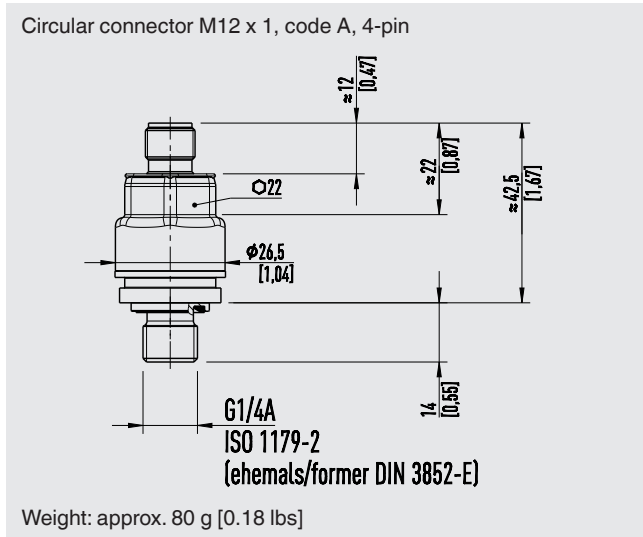 Circular connector M12 x 1, code A, 4-pin
≈12
[0,47]
≈22
[0,87]
≈42,5
[1,67]
⬡22
⌀26,5
[1,04]
14
[0,55]
G1/4A
ISO 1179-2
(ehemals/former DIN 3852-E)
Weight: approx. 80 g [0.18 lbs]